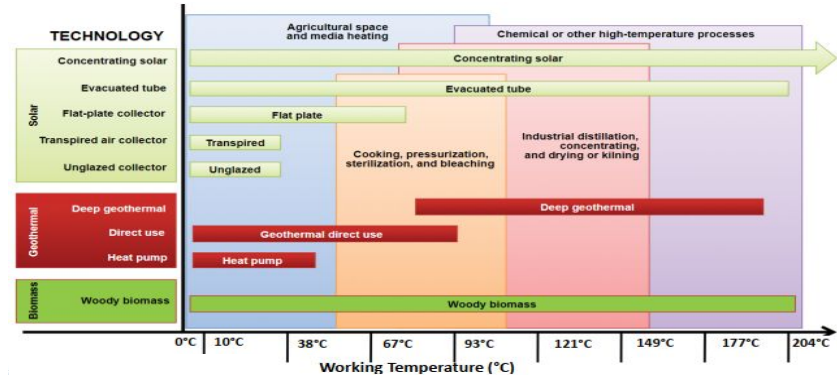 TECHNOLOGY
Agricultural space
and media heating
Chemical or other high-temperature processes
Solar
Concentrating solar
Concentrating solar
Evacuated tube
Evacuated tube
Flat-plate collector
Flat plate
Transpired air collector
Transpired
Unglazed collector
Unglazed
Cooking, pressurization,
sterilization, and bleaching
Industrial distillation,
concentrating,
and drying or kilning
Geothermal
Deep geothermal
Deep geothermal
Direct use
Geothermal direct use
Heat pump
Heat pump
Biomass
Woody biomass
Woody biomass
0°C 10°C 38°C 67°C 93°C 121°C 149°C 177°C 204°C
Working Temperature (°C)